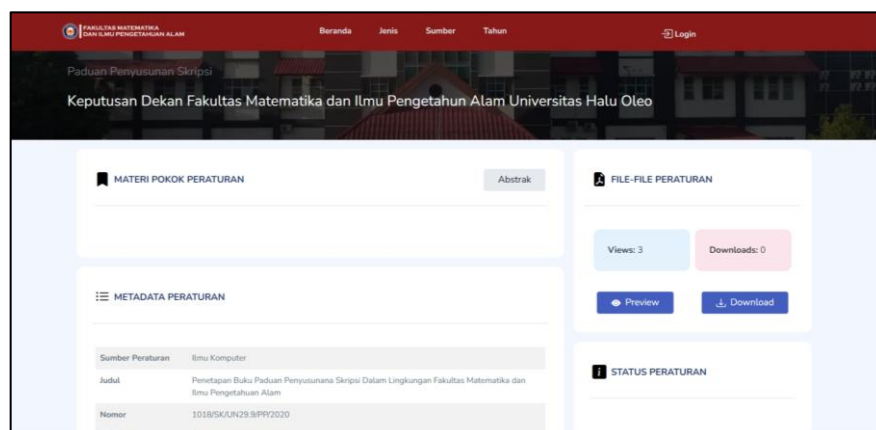 FAKULTAS MATEMATIKA
DAN ILMU PENGETAHUAN ALAM
Beranda Jenis Sumber Tahun Login
Paduan Penyusunan Skripsi
Keputusan Dekan Fakultas Matematika dan Ilmu Pengetahun Alam Universitas Halu Oleo
MATERI POKOK PERATURAN
Abstrak
METADATA PERATURAN
Sumber Peraturan Ilmu Komputer
Judul Penetapan Buku Paduan Penyusunana Skripsi Dalam Lingkungan Fakultas Matematika dan
Ilmu Pengetahuan Alam
Nomor 1018/SK/UN29.9/PP/2020
FILE-FILE PERATURAN
Views: 3 Downloads: 0
Preview Download
STATUS PERATURAN